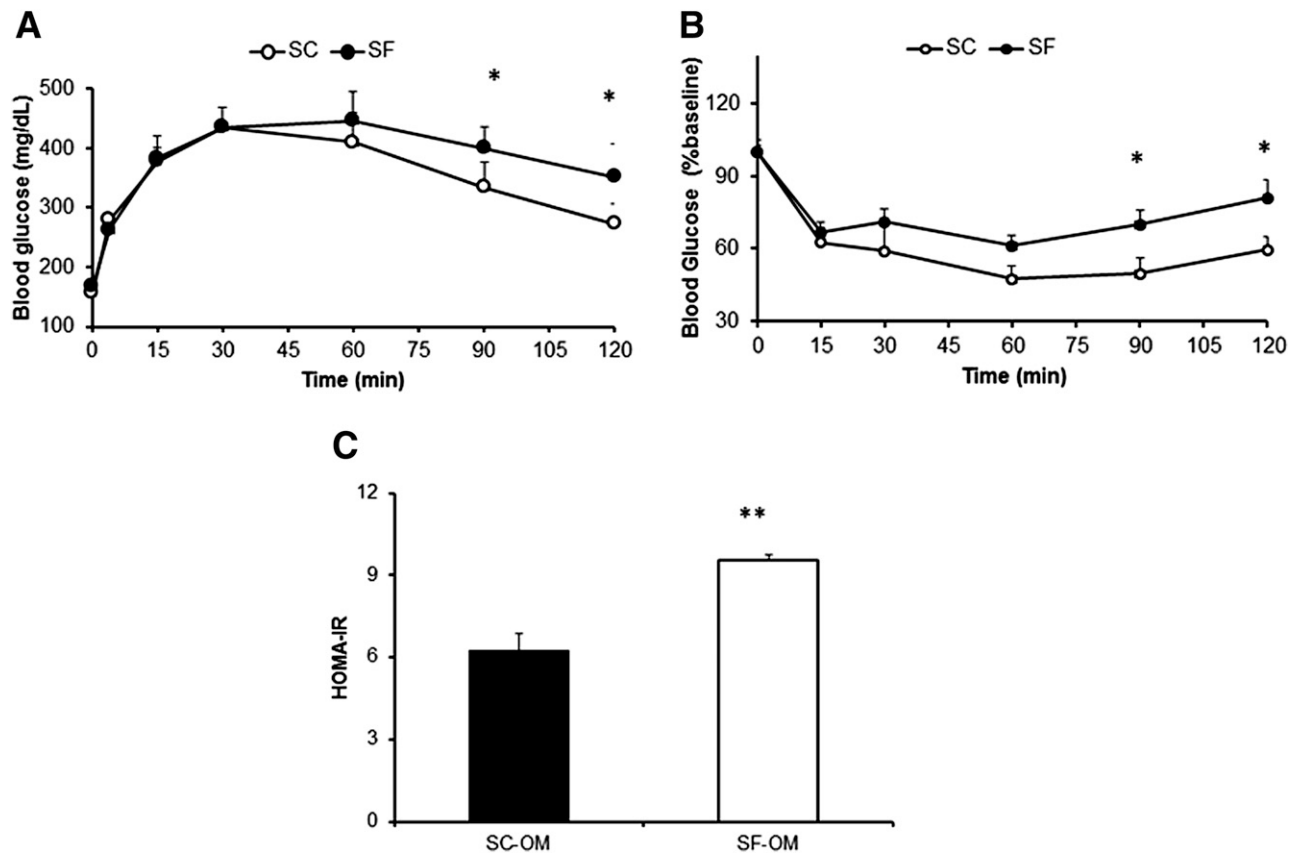 A
SC SF
*
*
500
400
300
200
100
Blood glucose (mg/dL)
0 15 30 45 60 75 90 105 120
Time (min)
B
SC SF
*
*
120
90
60
30
Blood Glucose (%baseline)
0 15 30 45 60 75 90 105 120
Time (min)
C
12
9
6
3
0
HOMA-IR
**
SC-OM SF-OM